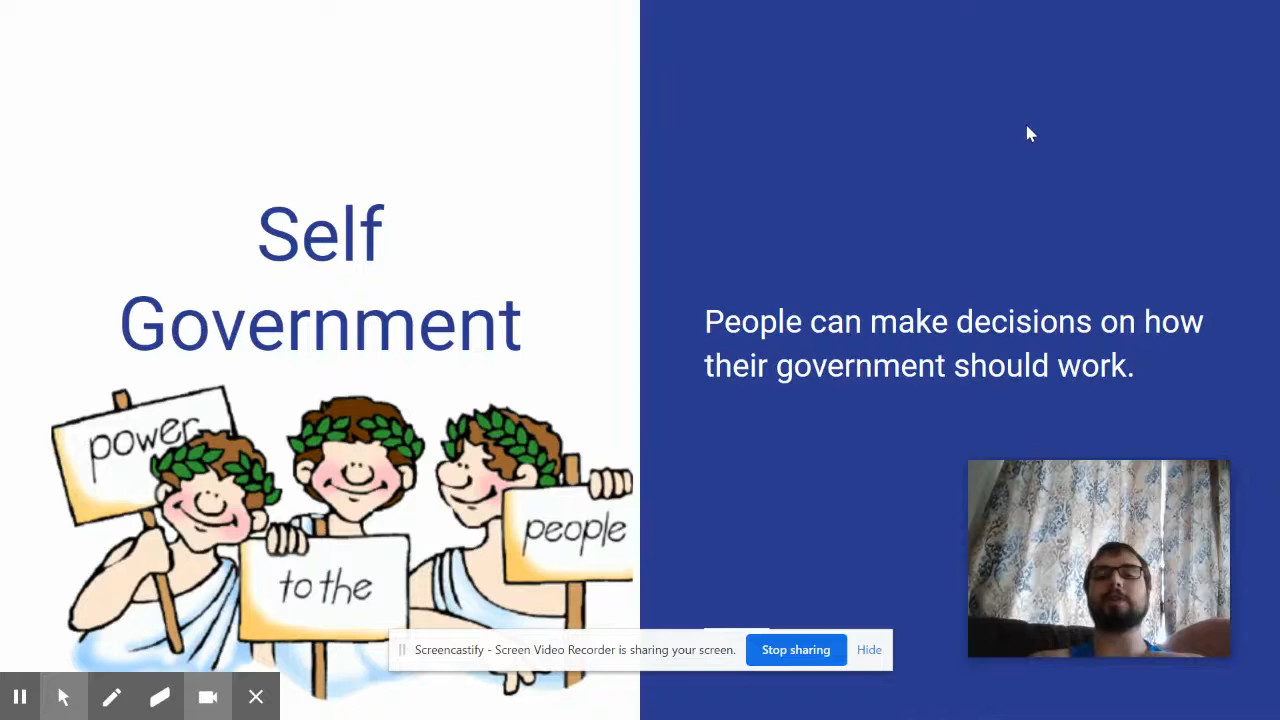 Self
Government
People can make decisions on how
their government should work.
power
to the
people
Screencastify - Screen Video Recorder is sharing your screen.
Stop sharing
Hide